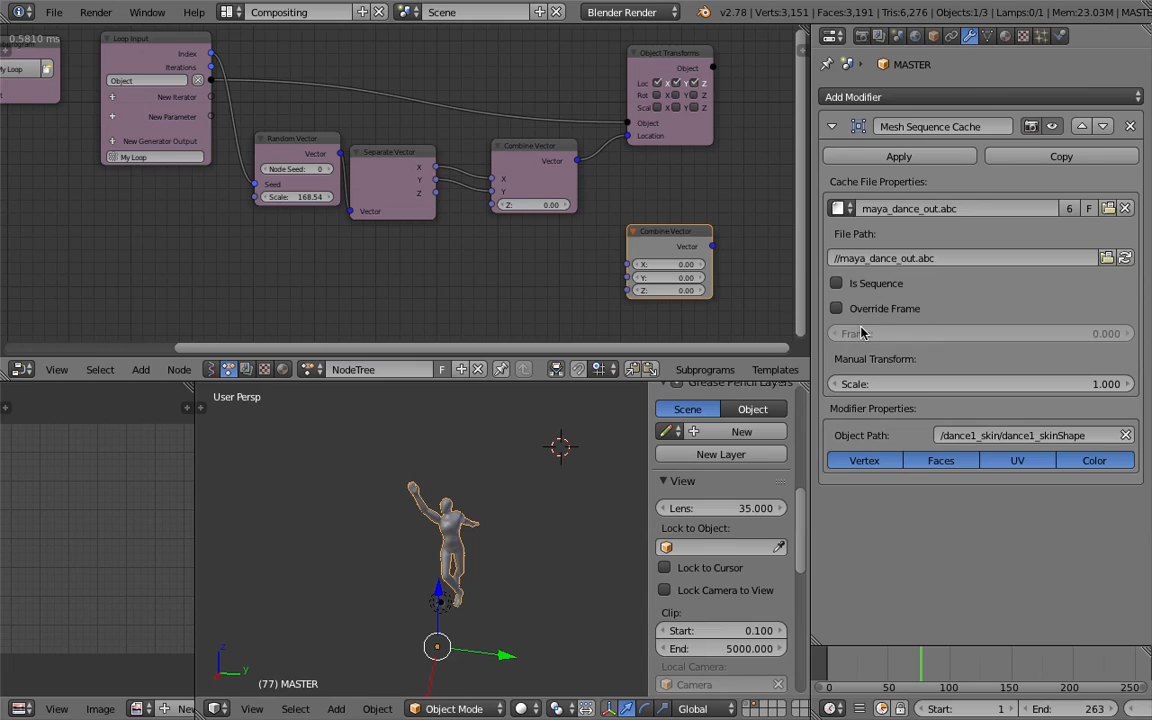 File Render Window Help Compositing Scene Blender Render v2.78 | Verts:3,151 | Faces:3,191 | Tris:6,276 | Objects:1/3 | Lamps:0/1 | Mem:23.03M | MASTE
0.5810 ms
My Loop
Loop Input
Index
Iterations
Object
New Iterator
New Parameter
New Generator Output
My Loop
Random Vector
Vector
Node Seed: 0
Seed
Scale: 168.54
Separate Vector
X
Y
Z
Vector
Combine Vector
Vector
X
Y
Z: 0.00
Object Transforms
Object
Loc X Y Z
Rot X Y Z
Scal X Y Z
Object
Location
Combine Vector
Vector
X: 0.00
Y: 0.00
Z: 0.00
View Select Add Node NodeTree F Subprograms Templates
User Persp
(77) MASTER
Grease Pencil Layers
Scene Object
New
New Layer
View
Lens: 35.000
Lock to Object:
Lock to Cursor
Lock Camera to View
Clip:
Start: 0.100
End: 5000.000
Local Camera:
Camera
z
y
View Image New
View Select Add Object Object Mode Global
MASTER
Add Modifier
Mesh Sequence Cache
Apply Copy
Cache File Properties:
maya_dance_out.abc 6 F
File Path:
//maya_dance_out.abc
Is Sequence
Override Frame
0.000
Manual Transform:
Scale: 1.000
Modifier Properties:
Object Path: /dance1_skin/dance1_skinShape
Vertex Faces UV Color
0 50 100 150 200 250
Start: 1 End: 263